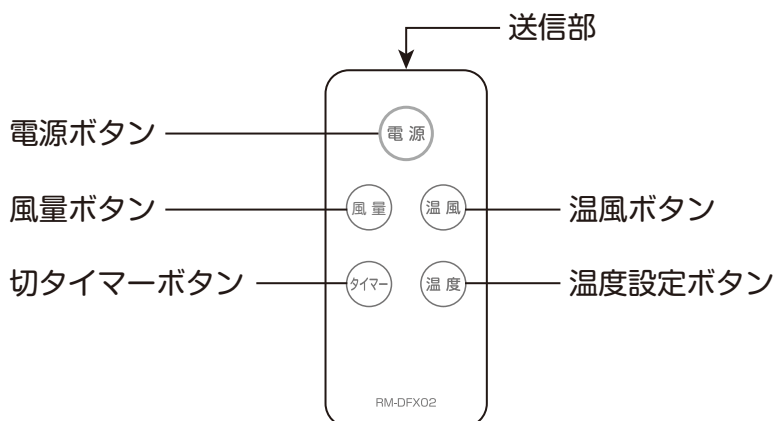 送信部
電源ボタン
電源
風量ボタン
風量
温風
温風ボタン
切タイマーボタン
タイマー
温度
温度設定ボタン
RM-DFX02